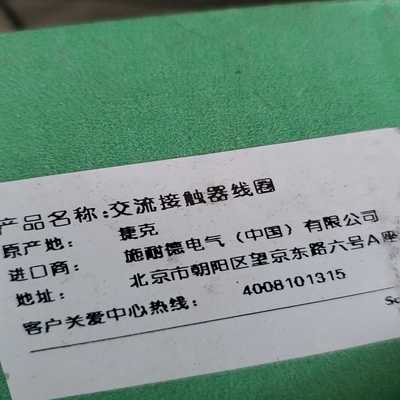 产品名称:交流接触器线圈
原产地: 捷克
进口商: 施耐德电气（中国）有限公司
地址: 北京市朝阳区望京东路六号A座
客户关爱中心热线: 4008101315